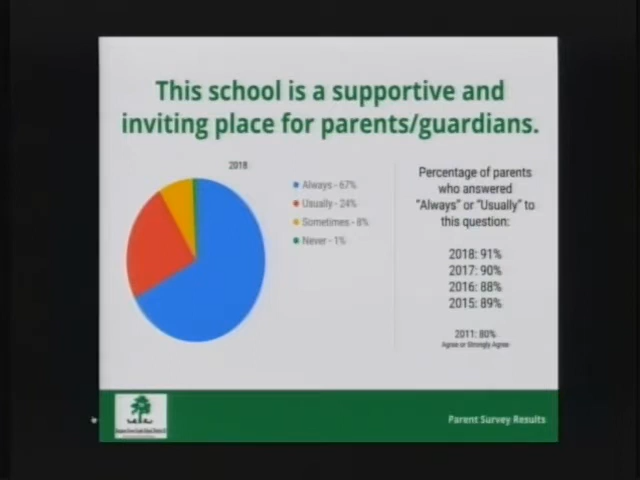 This school is a supportive and
inviting place for parents/guardians.
2018
Always - 67%
Usually - 24%
Sometimes - 8%
Never - 1%
Percentage of parents
who answered
"Always" or "Usually" to
this question:
2018: 91%
2017: 90%
2016: 88%
2015: 89%
2011: 80%
Agree or Strongly Agree
Parent Survey Results